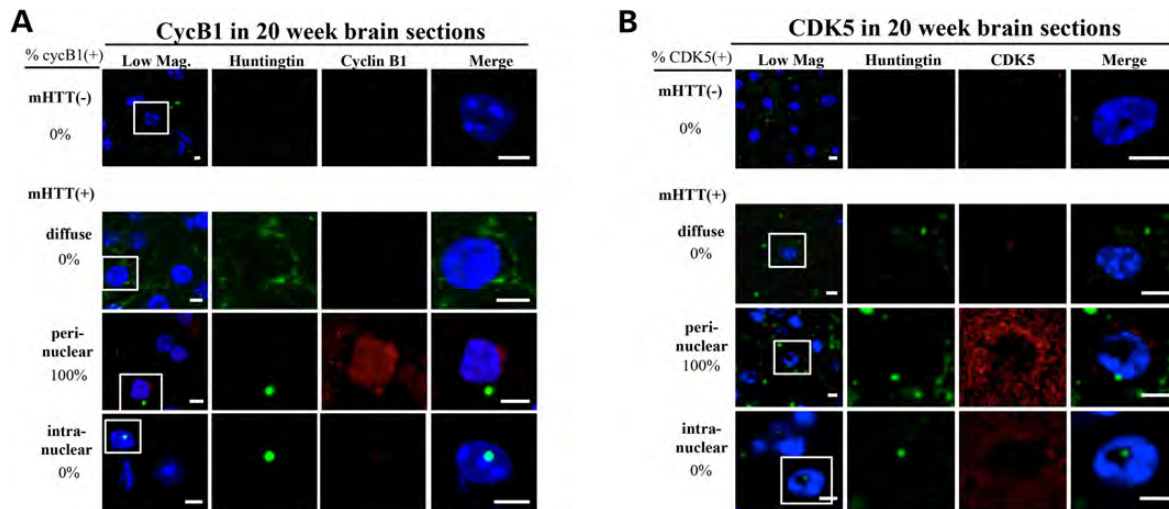 A
CycB1 in 20 week brain sections
% cycB1(+)
Low Mag. Huntingtin Cyclin B1 Merge
mHTT(-)
0%
mHTT(+)
diffuse
0%
peri-
nuclear
100%
intra-
nuclear
0%
B
CDK5 in 20 week brain sections
% CDK5(+)
Low Mag Huntingtin CDK5 Merge
mHTT(-)
0%
mHTT(+)
diffuse
0%
peri-
nuclear
100%
intra-
nuclear
0%